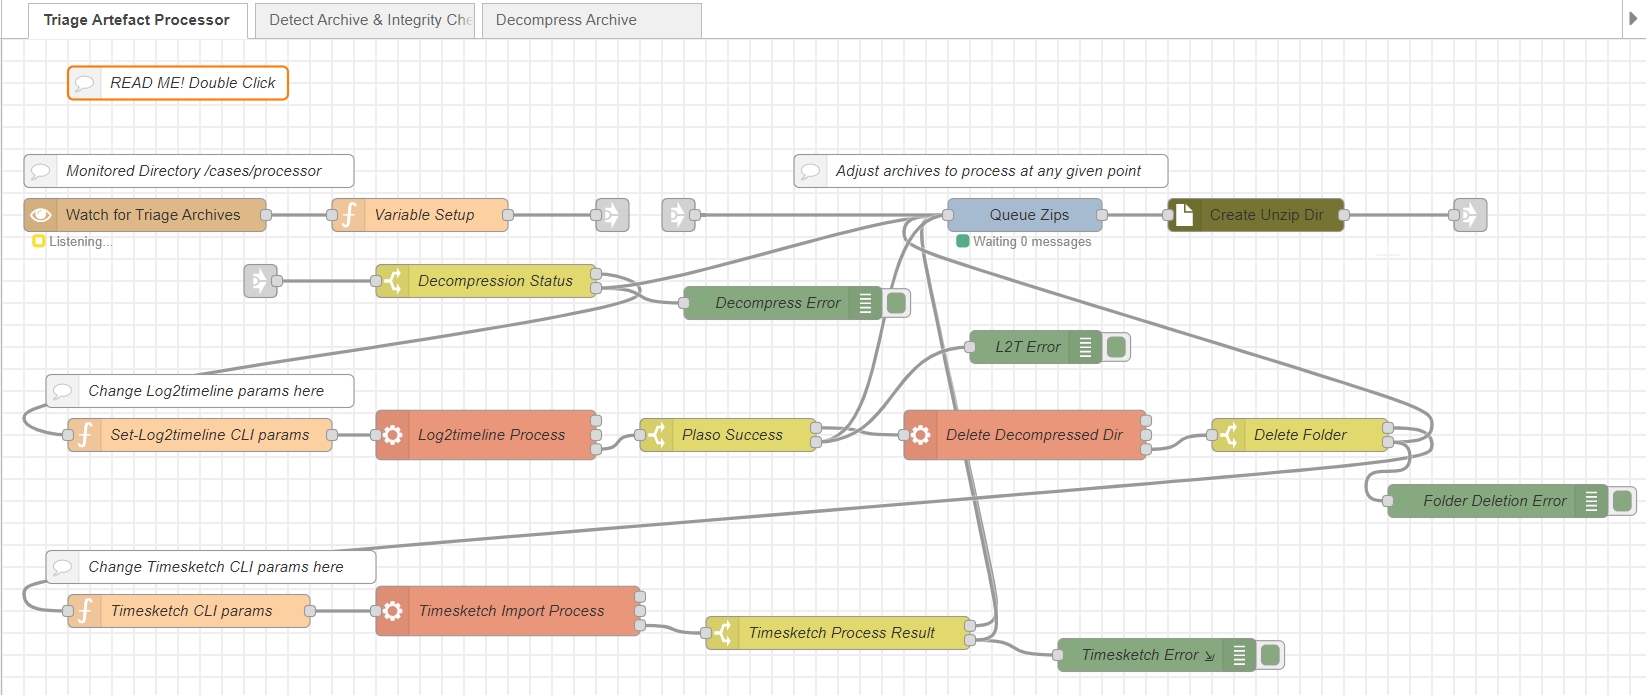 Triage Artefact Processor
Detect Archive & Integrity Che
Decompress Archive
READ ME! Double Click
Monitored Directory /cases/processor
Adjust archives to process at any given point
Watch for Triage Archives
Variable Setup
Queue Zips
Create Unzip Dir
Listening...
Waiting 0 messages
Decompression Status
Decompress Error
L2T Error
Change Log2timeline params here
Set-Log2timeline CLI params
Log2timeline Process
Plaso Success
Delete Decompressed Dir
Delete Folder
Folder Deletion Error
Change Timesketch CLI params here
Timesketch CLI params
Timesketch Import Process
Timesketch Process Result
Timesketch Error